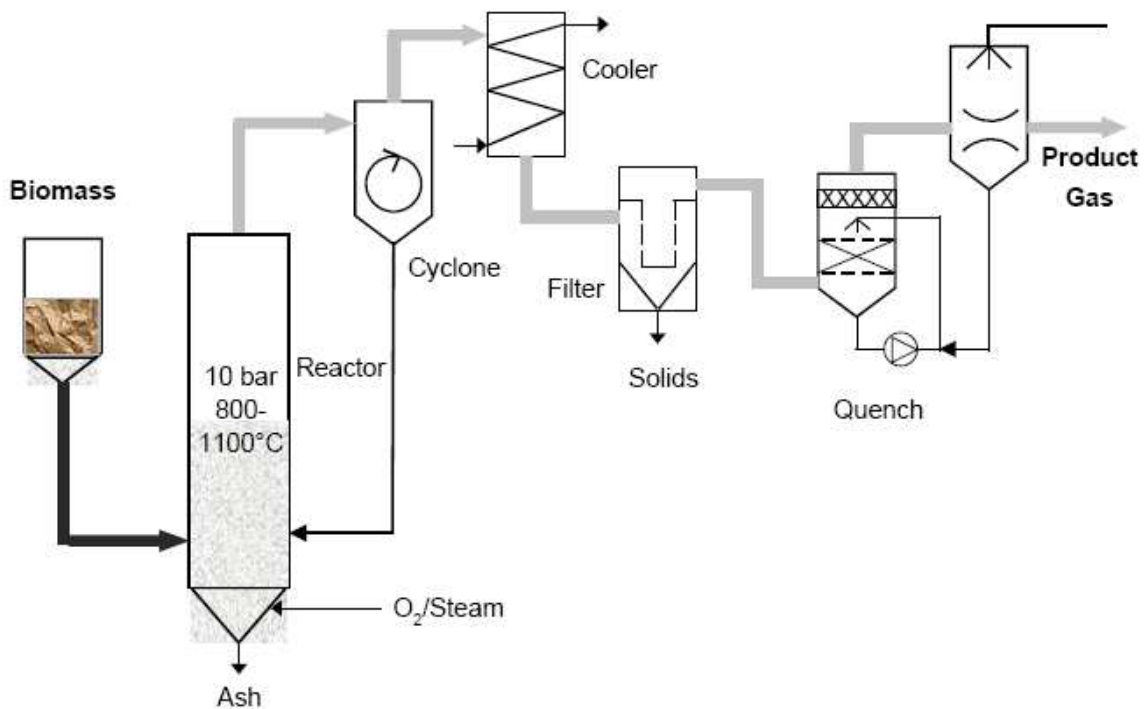 Biomass
10 bar
800-
1100°C
Reactor
Cyclone
Cooler
Filter
Solids
Quench
Product
Gas
O₂/Steam
Ash